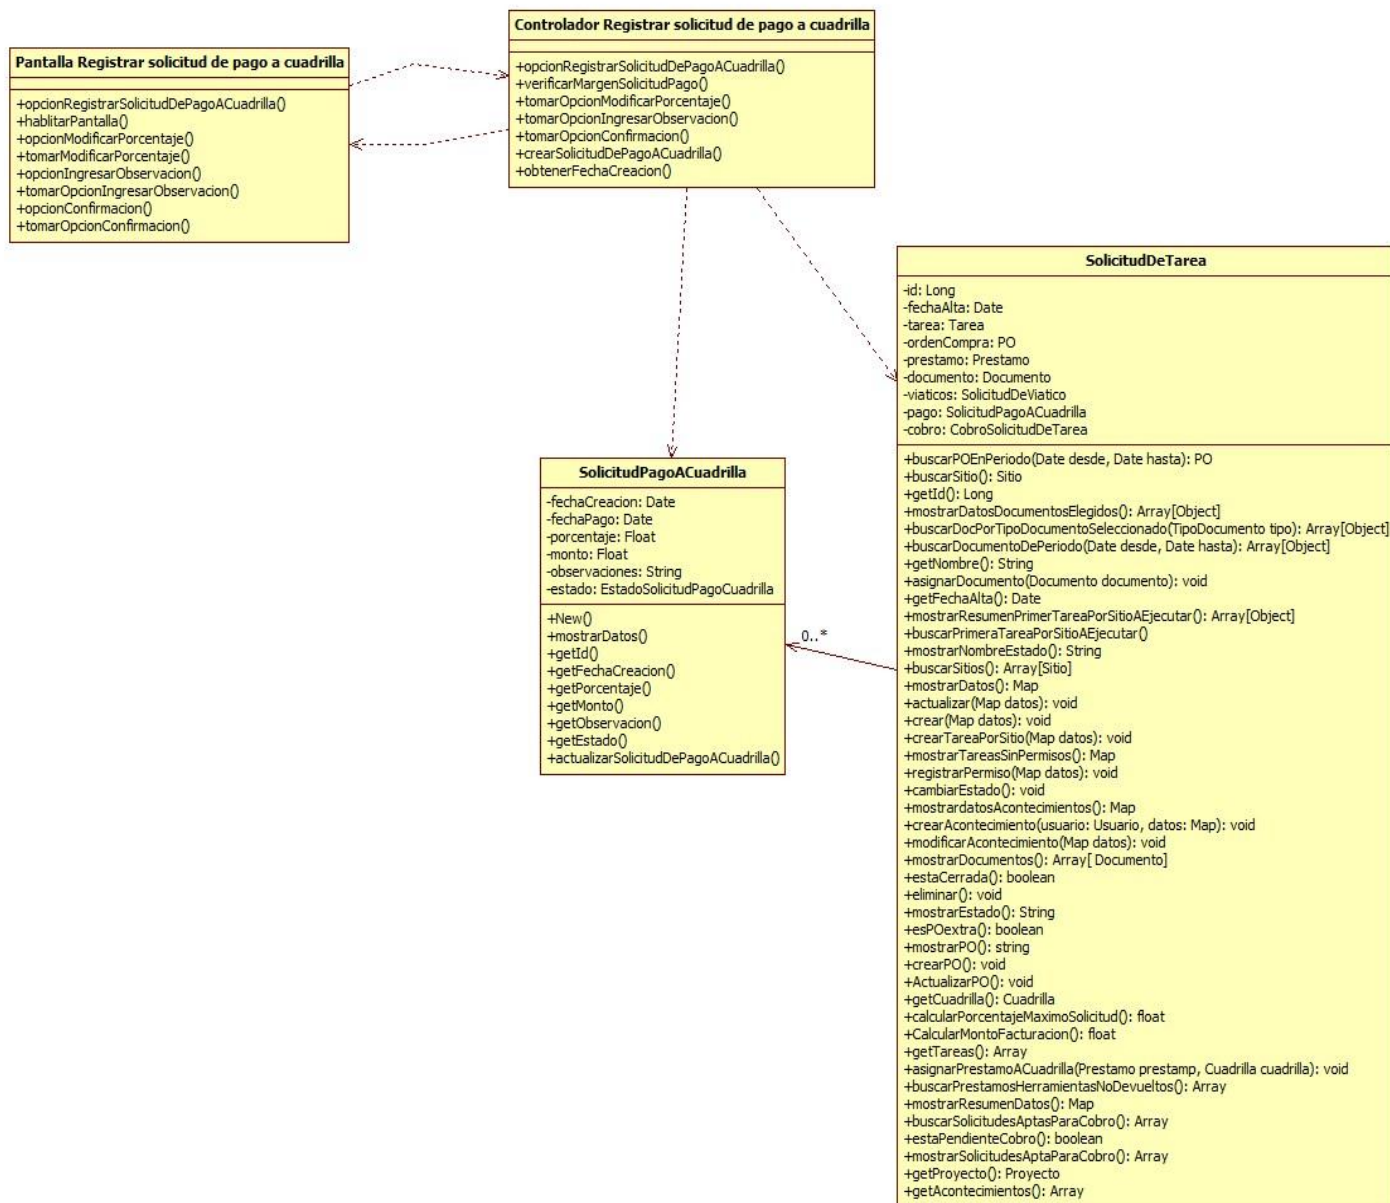 Pantalla Registrar solicitud de pago a cuadrilla
+opcionRegistrarSolicitudDePagoACuadrilla()
+hablitarPantalla()
+opcionModificarPorcentaje()
+tomarModificarPorcentaje()
+opcionIngresarObservacion()
+tomarOpcionIngresarObservacion()
+opcionConfirmacion()
+tomarOpcionConfirmacion()
Controlador Registrar solicitud de pago a cuadrilla
+opcionRegistrarSolicitudDePagoACuadrilla()
+verificarMargenSolicitudPago()
+tomarOpcionModificarPorcentaje()
+tomarOpcionIngresarObservacion()
+tomarOpcionConfirmacion()
+crearSolicitudDePagoACuadrilla()
+obtenerFechaCreacion()
SolicitudPagoACuadrilla
-fechaCreacion: Date
-fechaPago: Date
-porcentaje: Float
-monto: Float
-observaciones: String
-estado: EstadoSolicitudPagoCuadrilla
+New()
+mostrarDatos()
+getId()
+getFechaCreacion()
+getPorcentaje()
+getMonto()
+getObservacion()
+getEstado()
+actualizarSolicitudDePagoACuadrilla()
0..*
SolicitudDeTarea
-id: Long
-fechaAlta: Date
-tarea: Tarea
-ordenCompra: PO
-prestamo: Prestamo
-documento: Documento
-viaticos: SolicitudDeViatico
-pago: SolicitudPagoACuadrilla
-cobro: CobroSolicitudDeTarea
+buscarPOEnPeriodo(Date desde, Date hasta): PO
+buscarSitio(): Sitio
+getId(): Long
+mostrarDatosDocumentosElegidos(): Array[Object]
+buscarDocPorTipoDocumentoSeleccionado(TipoDocumento tipo): Array[Object]
+buscarDocumentoDePeriodo(Date desde, Date hasta): Array[Object]
+getNombre(): String
+asignarDocumento(Documento documento): void
+getFechaAlta(): Date
+mostrarResumenPrimerTareaPorSitioAEjecutar(): Array[Object]
+buscarPrimeraTareaPorSitioAEjecutar()
+mostrarNombreEstado(): String
+buscarSitios(): Array[Sitio]
+mostrarDatos(): Map
+actualizar(Map datos): void
+crear(Map datos): void
+crearTareaPorSitio(Map datos): void
+mostrarTareasSinPermisos(): Map
+registrarPermiso(Map datos): void
+cambiarEstado(): void
+mostrardatosAcontecimientos(): Map
+crearAcontecimiento(usuario: Usuario, datos: Map): void
+modificarAcontecimiento(Map datos): void
+mostrarDocumentos(): Array[ Documento]
+estaCerrada(): boolean
+eliminar(): void
+mostrarEstado(): String
+esPOextra(): boolean
+mostrarPO(): string
+crearPO(): void
+ActualizarPO(): void
+getCuadrilla(): Cuadrilla
+calcularPorcentajeMaximoSolicitud(): float
+CalcularMontoFacturacion(): float
+getTareas(): Array
+asignarPrestamoACuadrilla(Prestamo prestamp, Cuadrilla cuadrilla): void
+buscarPrestamosHerramientasNoDevueltos(): Array
+mostrarResumenDatos(): Map
+buscarSolicitudesAptasParaCobro(): Array
+estaPendienteCobro(): boolean
+mostrarSolicitudesAptaParaCobro(): Array
+getProyecto(): Proyecto
+getAcontecimientos(): Array